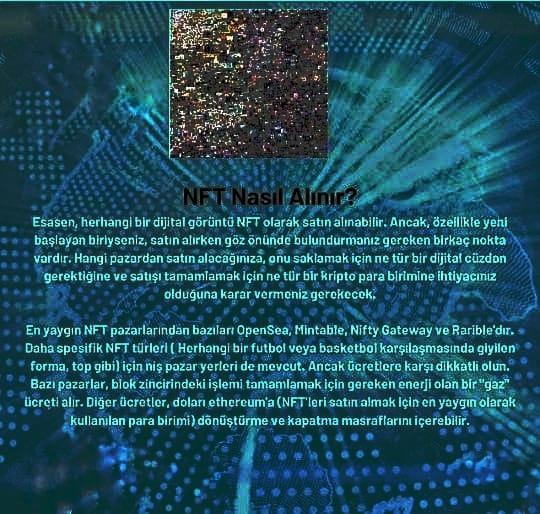 NFT Nasıl Alınır?
Esasen, herhangi bir dijital görüntü NFT olarak satın alınabilir. Ancak, özellikle yeni
başlayan biriyseniz, satın alırken göz önünde bulundurmanız gereken birkaç nokta
vardır. Hangi pazardan satın alacağınıza, onu saklamak için ne tür bir dijital cüzdan
gerektiğine ve satışı tamamlamak için ne tür bir kripto para birimine ihtiyacınız
olduğuna karar vermeniz gerekecek.
En yaygın NFT pazarlarından bazıları OpenSea, Mintable, Nifty Gateway ve Rarible'dır.
Daha spesifik NFT türleri ( Herhangi bir futbol veya basketbol karşılaşmasında giyilen
forma, top gibi) için niş pazar yerleri de mevcut. Ancak ücretlere karşı dikkatli olun.
Bazı pazarlar, blok zincirindeki işlemi tamamlamak için gereken enerji olan bir "gaz"
ücreti alır. Diğer ücretler, doları ethereum'a (NFT'leri satın almak için en yaygın olarak
kullanılan para birimi) dönüştürme ve kapatma masraflarını içerebilir.